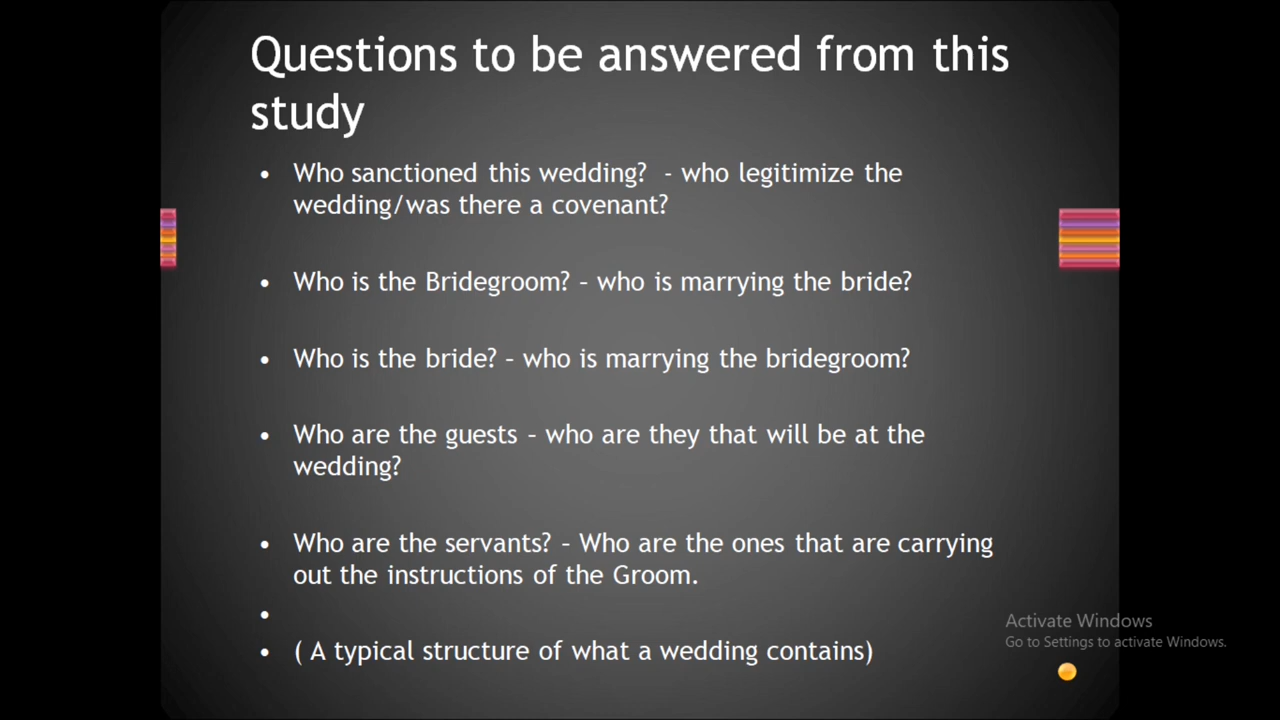 Questions to be answered from this
study
• Who sanctioned this wedding?  - who legitimize the
wedding/was there a covenant?
• Who is the Bridegroom? – who is marrying the bride?
• Who is the bride? – who is marrying the bridegroom?
• Who are the guests – who are they that will be at the
wedding?
• Who are the servants? – Who are the ones that are carrying
out the instructions of the Groom.
•
• ( A typical structure of what a wedding contains)
Activate Windows
Go to Settings to activate Windows.